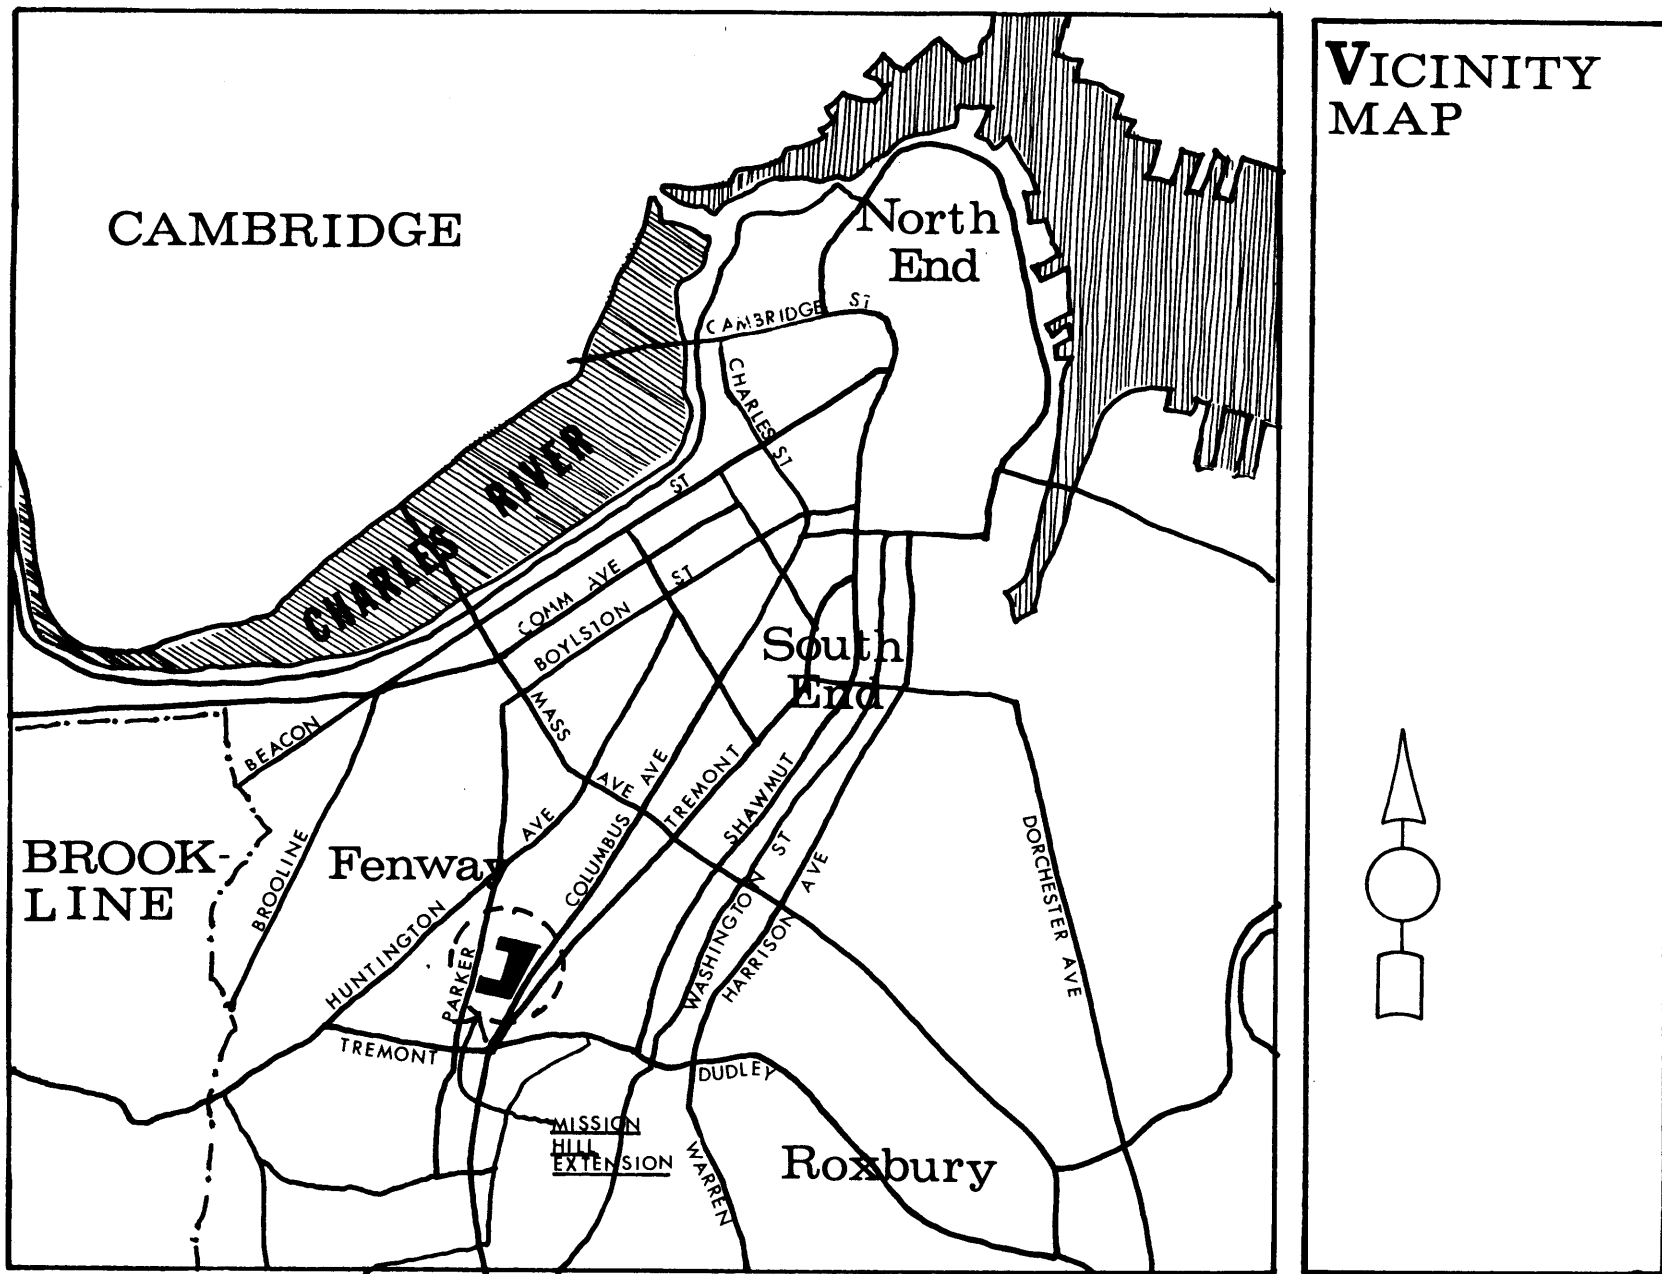 VICINITY
MAP
CAMBRIDGE
North
End
CAMBRIDGE ST
CHARLES ST
CHARLES RIVER
ST
COMM AVE
BOYLSTON ST
South
End
MASS AVE
BEACON
BROOK-
LINE
BROOLINE
Fenway
HUNTINGTON AVE
COLUMBUS AVE
TREMONT
SHAWMUT
WASHINGTON ST
HARRISON AVE
DORCHESTER AVE
PARKER
TREMONT
DUDLEY
MISSION
HILL
EXTENSION
WARREN
Roxbury